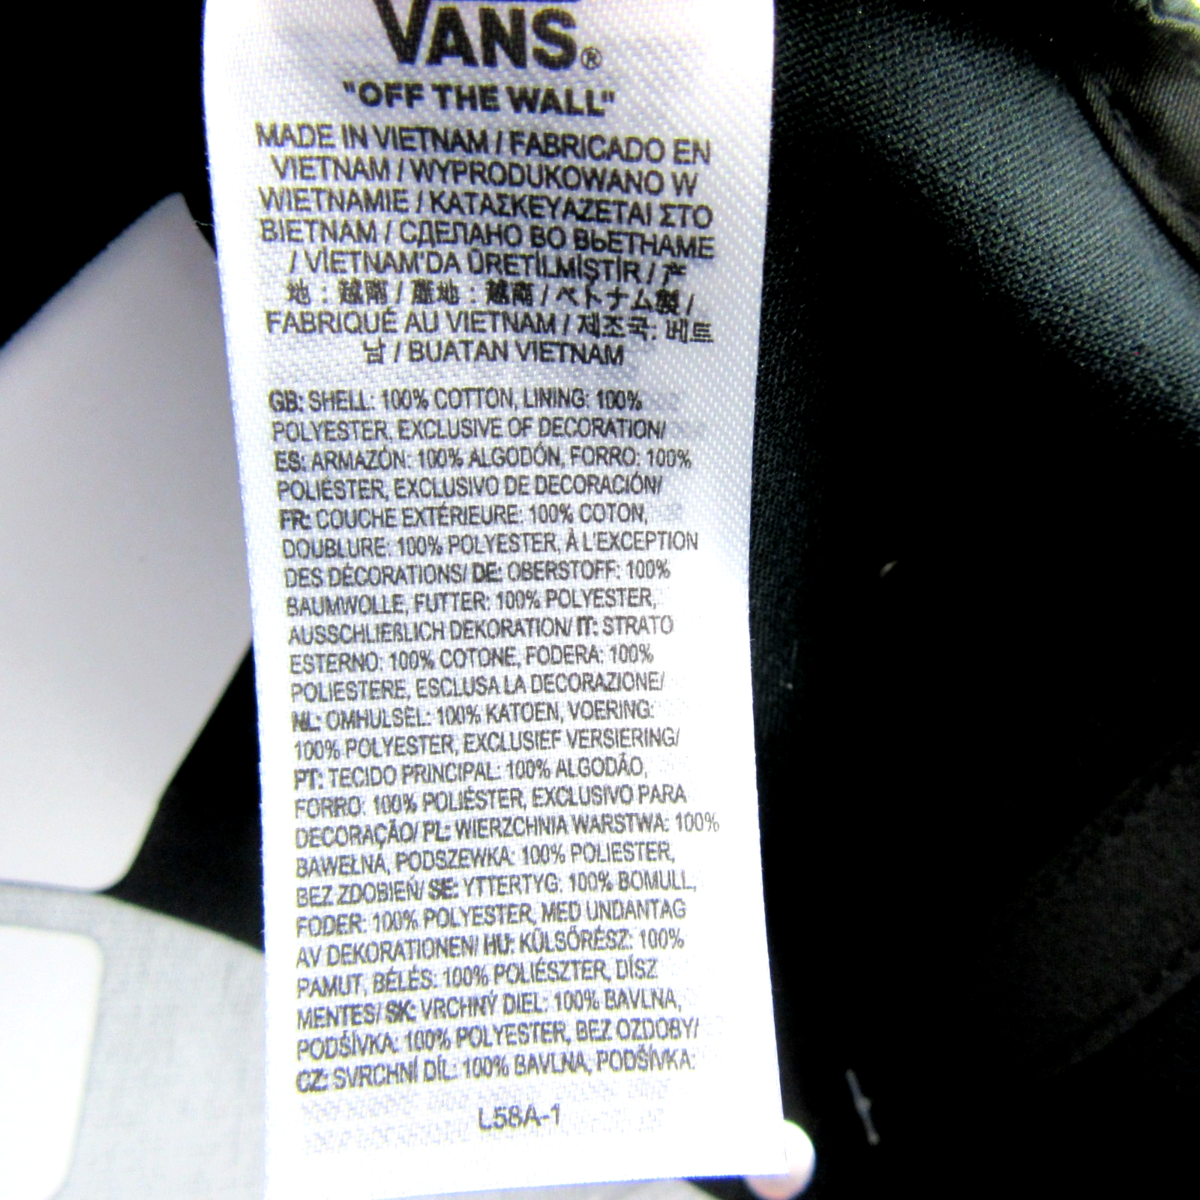 VANS®
"OFF THE WALL"
MADE IN VIETNAM / FABRICADO EN
VIETNAM / WYPRODUKOWANO W
WIETNAMIE / ΚΑΤΑΣΚΕΥΑΖΕΤΑΙ ΣΤΟ
ΒΙΕΤΝΑΜ / СДЕЛАНО ВО ВЬЕТНАМЕ
/ VİETNAM'DA ÜRETİLMİŞTİR / 产
地：越南 / 產地：越南 / ベトナム製 /
FABRIQUÉ AU VIETNAM / 제조국: 베트
남 / BUATAN VIETNAM
GB: SHELL: 100% COTTON, LINING: 100%
POLYESTER, EXCLUSIVE OF DECORATION/
ES: ARMAZÓN: 100% ALGODÓN, FORRO: 100%
POLIÉSTER, EXCLUSIVO DE DECORACIÓN/
FR: COUCHE EXTÉRIEURE: 100% COTON,
DOUBLURE: 100% POLYESTER, À L'EXCEPTION
DES DÉCORATIONS/ DE: OBERSTOFF: 100%
BAUMWOLLE, FUTTER: 100% POLYESTER,
AUSSCHLIEßLICH DEKORATION/ IT: STRATO
ESTERNO: 100% COTONE, FODERA: 100%
POLIESTERE, ESCLUSA LA DECORAZIONE/
NL: OMHULSEL: 100% KATOEN, VOERING:
100% POLYESTER, EXCLUSIEF VERSIERING/
PT: TECIDO PRINCIPAL: 100% ALGODÃO,
FORRO: 100% POLIÉSTER, EXCLUSIVO PARA
DECORAÇÃO/ PL: WIERZCHNIA WARSTWA: 100%
BAWEŁNA, PODSZEWKA: 100% POLIESTER,
BEZ ZDOBIEŃ/ SE: YTTERTYG: 100% BOMULL,
FODER: 100% POLYESTER, MED UNDANTAG
AV DEKORATIONEN/ HU: KÜLSŐRÉSZ: 100%
PAMUT, BÉLÉS: 100% POLIÉSZTER, DÍSZ
MENTES/ SK: VRCHNÝ DIEL: 100% BAVLNA,
PODŠÍVKA: 100% POLYESTER, BEZ OZDOBY/
CZ: SVRCHNÍ DÍL: 100% BAVLNA, PODŠÍVKA:
L58A-1